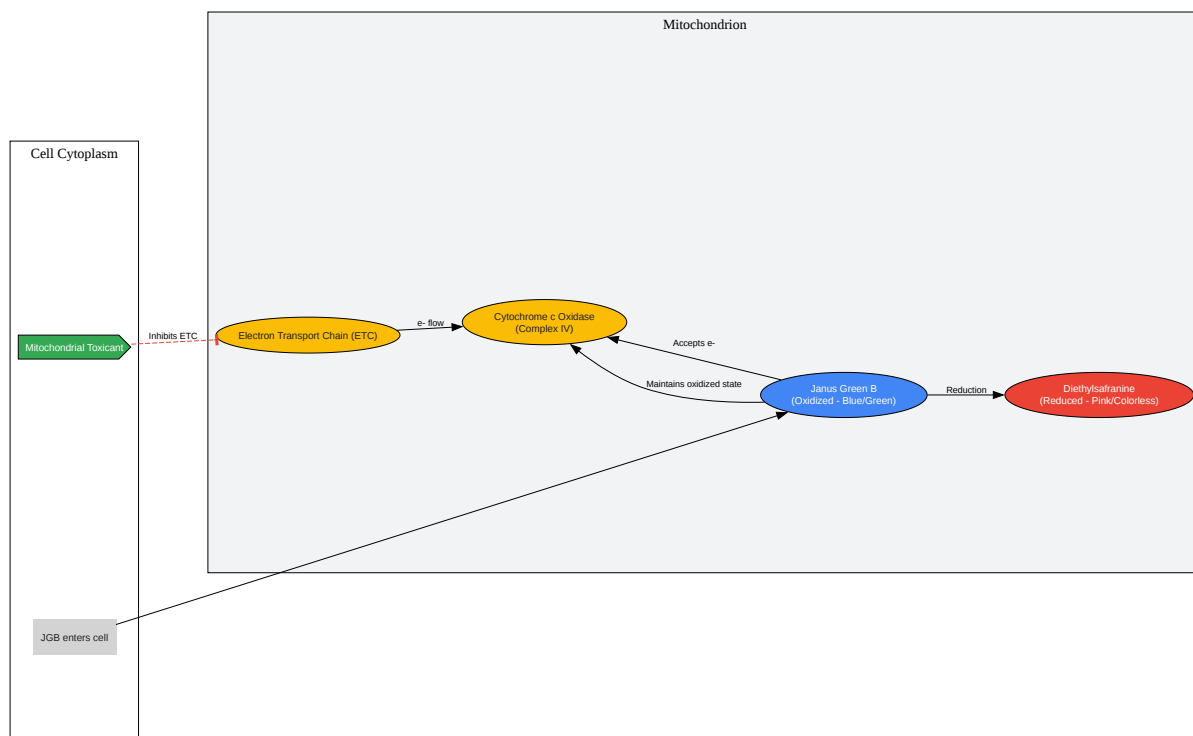 Mitochondrion
Cell Cytoplasm
Mitochondrial Toxicant
Inhibits ETC
Electron Transport Chain (ETC)
e- flow
Cytochrome c Oxidase
(Complex IV)
Accepts e-
Maintains oxidized state
Janus Green B
(Oxidized - Blue/Green)
Reduction
Diethylsafranine
(Reduced - Pink/Colorless)
JGB enters cell